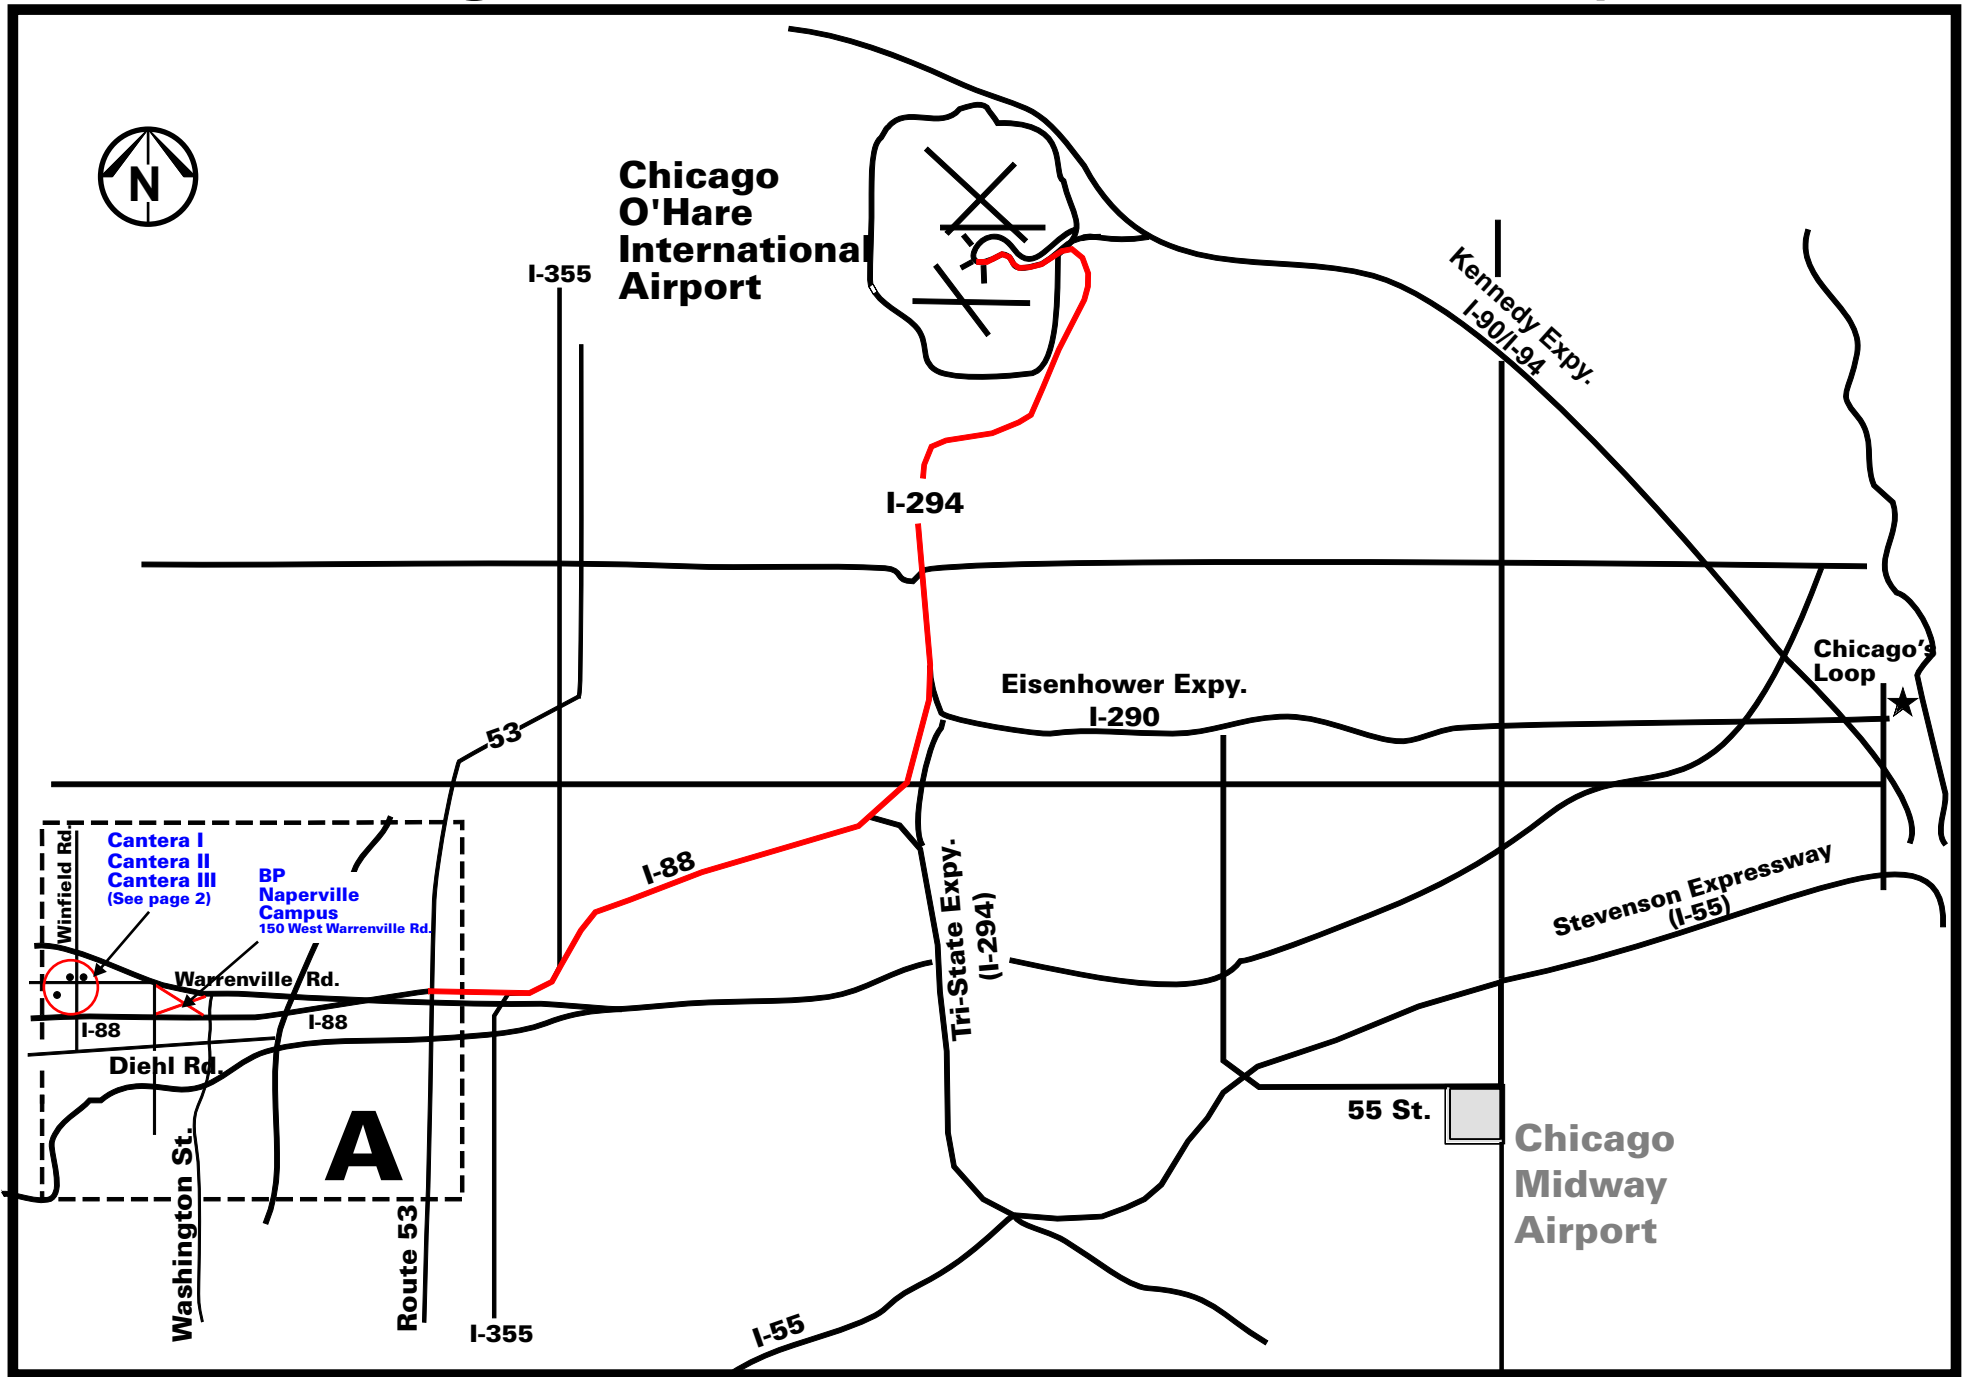 N
Chicago
O'Hare
International
Airport
I-355
Kennedy Expy.
I-90/I-94
I-294
Chicago's
Loop
Eisenhower Expy.
I-290
53
Winfield Rd.
Cantera I
Cantera II
Cantera III
(See page 2)
BP
Naperville
Campus
150 West Warrenville Rd.
I-88
Tri-State Expy.
(I-294)
Stevenson Expressway
(I-55)
Warrenville Rd.
I-88
I-88
Diehl Rd.
A
55 St.
Chicago
Midway
Airport
Washington St.
Route 53
I-355
I-55